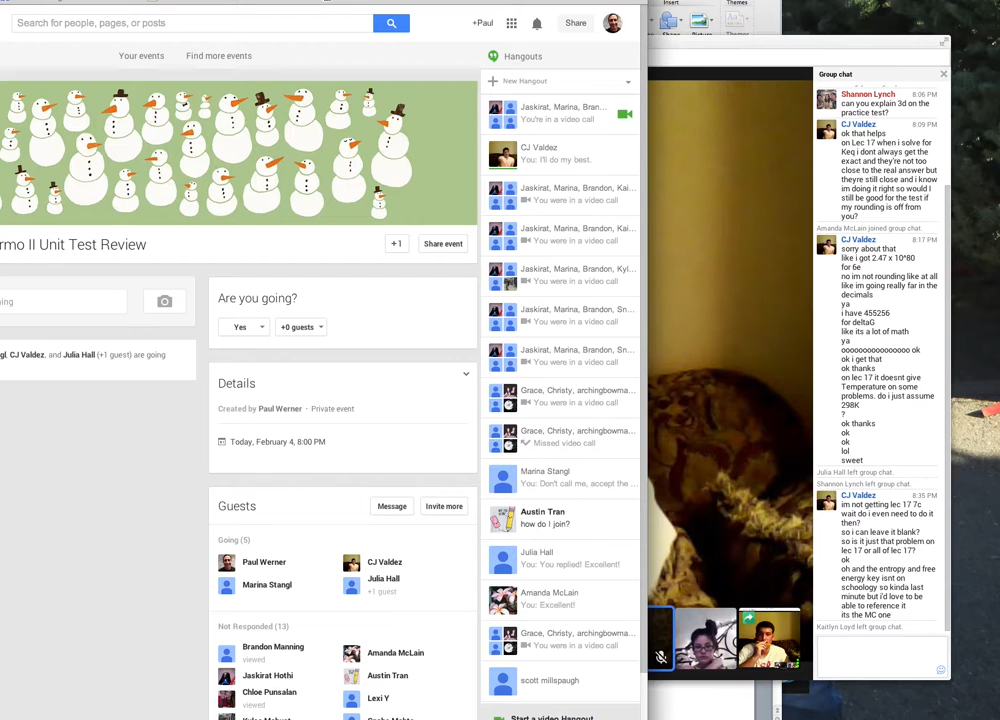 Search for people, pages, or posts
+Paul
Share
Your events
Find more events
rmo II Unit Test Review
+1
Share event
Are you going?
Yes
+0 guests
CJ Valdez, and Julia Hall (+1 guest) are going
Details
Created by Paul Werner · Private event
Today, February 4, 8:00 PM
Guests
Message
Invite more
Going (5)
Paul Werner
CJ Valdez
Marina Stangl
Julia Hall
+1 guest
Not Responded (13)
Brandon Manning
viewed
Amanda McLain
Jaskirat Hothi
Austin Tran
Chloe Punsalan
viewed
Lexi Y
Hangouts
New Hangout
Jaskirat, Marina, Bran...
You're in a video call
CJ Valdez
You: I'll do my best.
Jaskirat, Marina, Brandon, Kai...
You were in a video call
Jaskirat, Marina, Brandon, Kai...
You were in a video call
Jaskirat, Marina, Brandon, Kyl...
You were in a video call
Jaskirat, Marina, Brandon, Sn...
You were in a video call
Jaskirat, Marina, Brandon, Sn...
You were in a video call
Grace, Christy, archingbowma...
You were in a video call
Grace, Christy, archingbowma...
Missed video call
Marina Stangl
You: Don't call me, accept the ...
Austin Tran
how do I join?
Julia Hall
You: You replied! Excellent!
Amanda McLain
You: Excellent!
Grace, Christy, archingbowma...
You were in a video call
scott millspaugh
Start a video Hangout
Insert
Themes
Shape
Picture
Themes
Group chat
Shannon Lynch 8:06 PM
can you explain 3d on the
practice test?
CJ Valdez 8:09 PM
ok that helps
on Lec 17 when i solve for
Keq i dont always get the
exact and they're not too
close to the real answer but
theyre still close and i know
im doing it right so would I
still be good for the test if
my rounding is off from
you?
Amanda McLain joined group chat.
CJ Valdez 8:17 PM
sorry about that
like i got 2.47 x 10^80
for 6e
no im not rounding like at all
like im going really far in the
decimals
ya
i have 455256
for deltaG
like its a lot of math
ya
oooooooooooooooo ok
ok i get that
ok thanks
on lec 17 it doesnt give
Temperature on some
problems. do i just assume
298K
?
ok thanks
ok
ok
lol
sweet
Julia Hall left group chat.
Shannon Lynch left group chat.
CJ Valdez 8:35 PM
im not getting lec 17 7c
wait do i even need to do it
then?
so i can leave it blank?
so is it just that problem on
lec 17 or all of lec 17?
ok
oh and the entropy and free
energy key isnt on
schoology so kinda last
minute but i'd love to be
able to reference it
its the MC one
Kaitlyn Loyd left group chat.